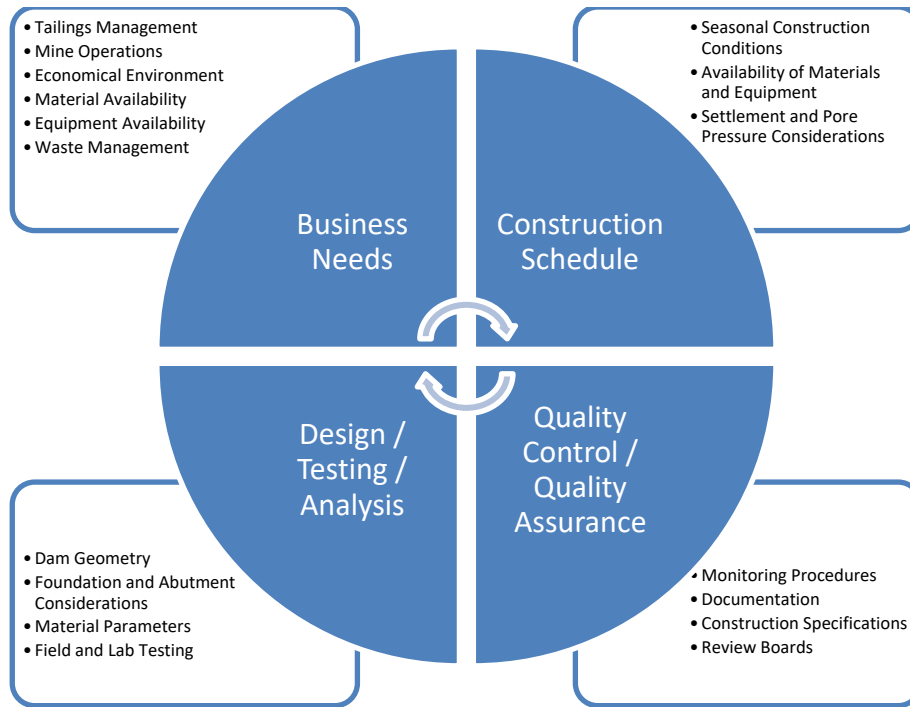 • Tailings Management
• Mine Operations
• Economical Environment
• Material Availability
• Equipment Availability
• Waste Management
• Seasonal Construction
Conditions
• Availability of Materials
and Equipment
• Settlement and Pore
Pressure Considerations
Business
Needs
Construction
Schedule
Design /
Testing /
Analysis
Quality
Control /
Quality
Assurance
• Dam Geometry
• Foundation and Abutment
Considerations
• Material Parameters
• Field and Lab Testing
• Monitoring Procedures
• Documentation
• Construction Specifications
• Review Boards